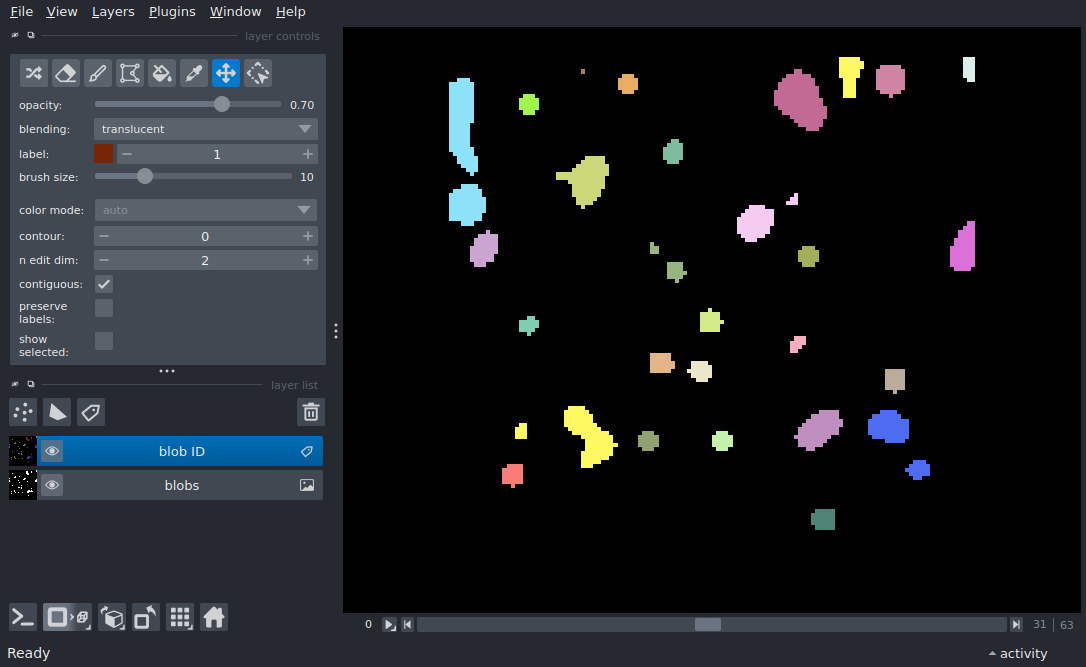 File View Layers Plugins Window Help
layer controls
opacity: 0.70
blending: translucent
label: 1
brush size: 10
color mode: auto
contour: 0
n edit dim: 2
contiguous:
preserve
labels:
show
selected:
layer list
blob ID
blobs
0 31 63
Ready activity